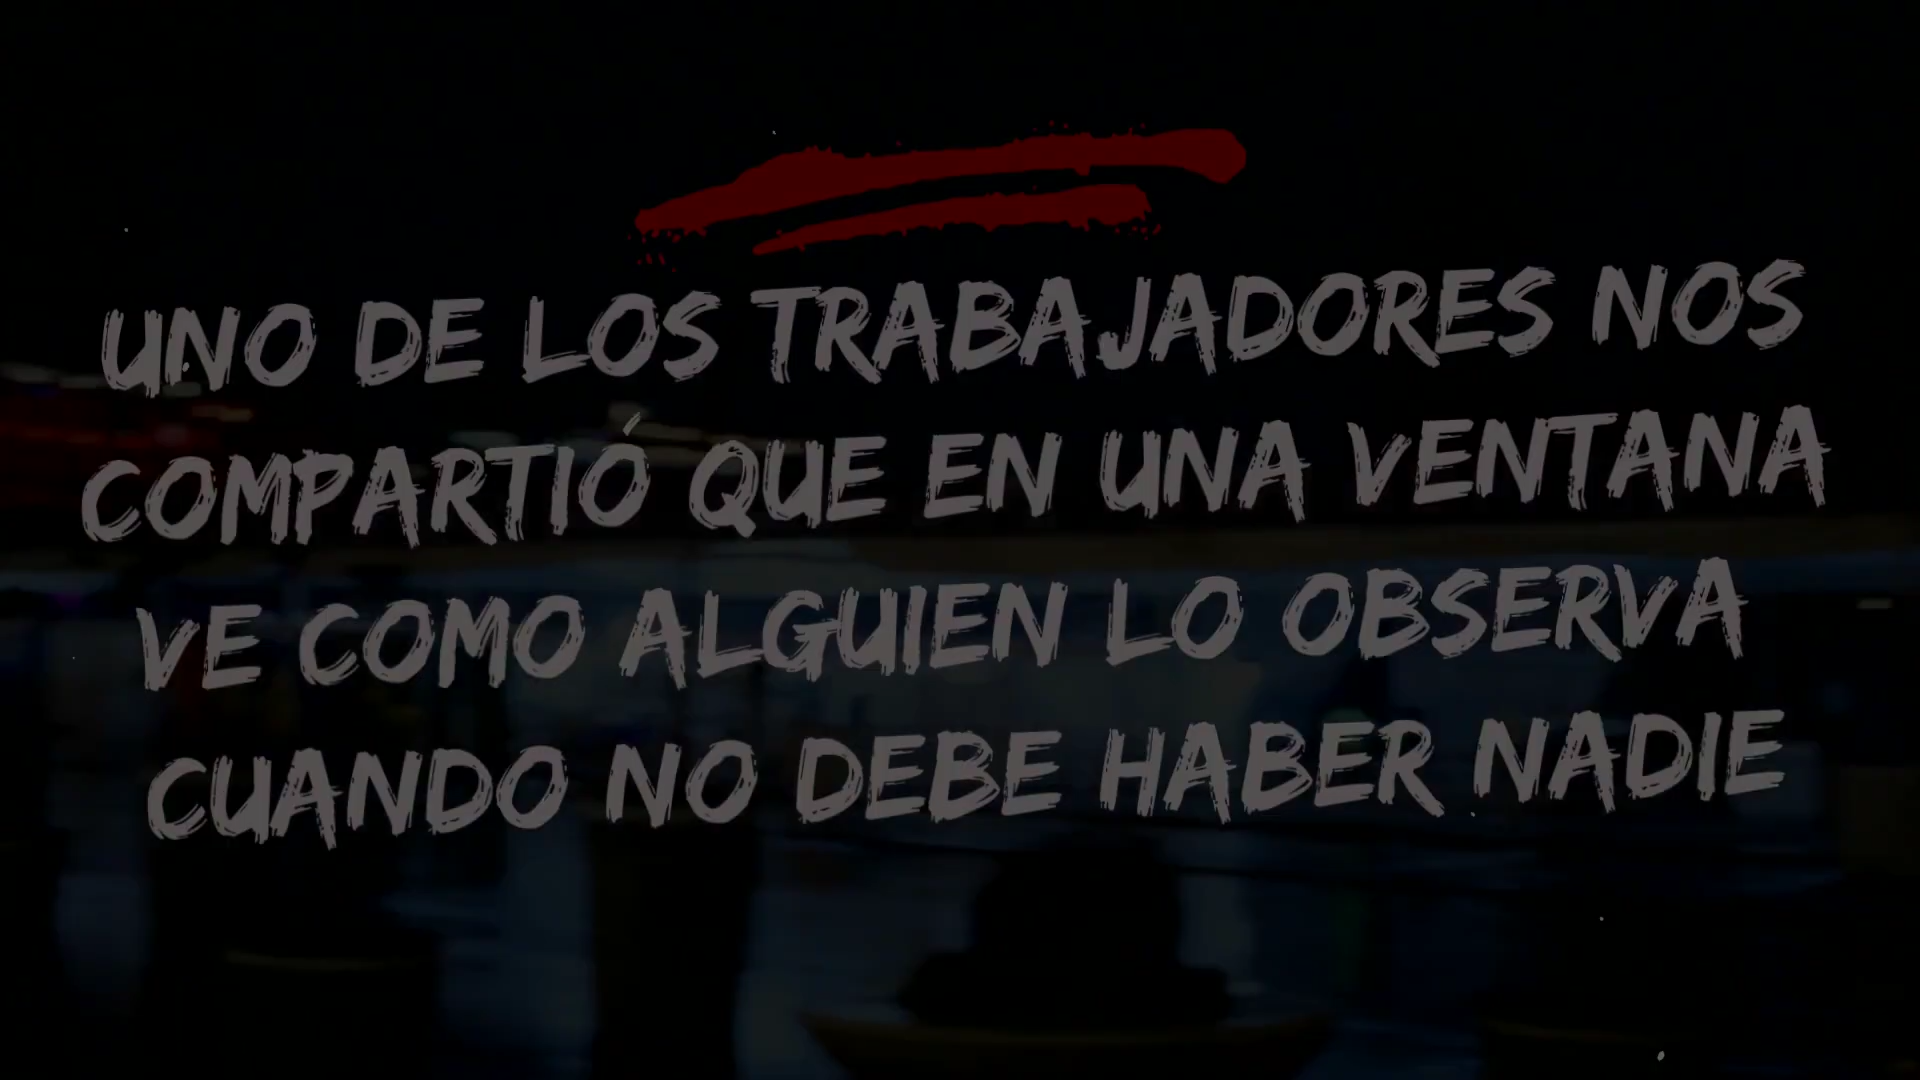 UNO DE LOS TRABAJADORES NOS
COMPARTIÓ QUE EN UNA VENTANA
VE COMO ALGUIEN LO OBSERVA
CUANDO NO DEBE HABER NADIE